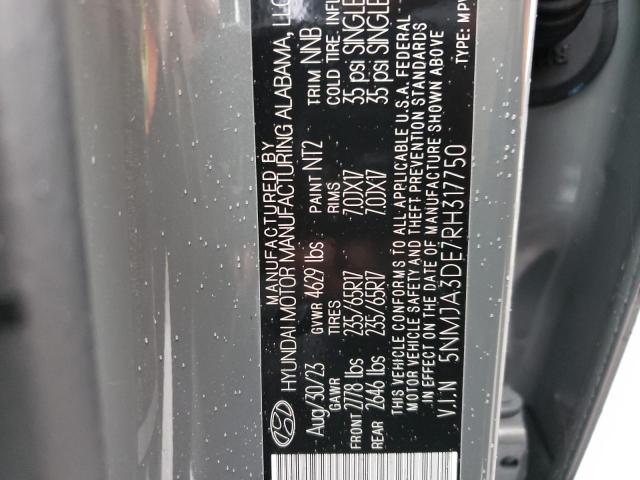 MANUFACTURED BY
HYUNDAI MOTOR MANUFACTURING ALABAMA, LLC
Aug/30/23 GVWR 4629 lbs PAINT NT2 TRIM NNB
GAWR TIRES RIMS COLD TIRE
FRONT 2778 lbs 235/65R17 7.0JX17 35 psi SINGLE
REAR 2646 lbs 235/65R17 7.0JX17 35 psi SINGLE
THIS VEHICLE CONFORMS TO ALL APPLICABLE U.S.A. FEDERAL
MOTOR VEHICLE SAFETY AND THEFT PREVENTION STANDARDS
IN EFFECT ON THE DATE OF MANUFACTURE SHOWN ABOVE
V.I.N 5NMJA3DE7RH317750
TYPE: MPV